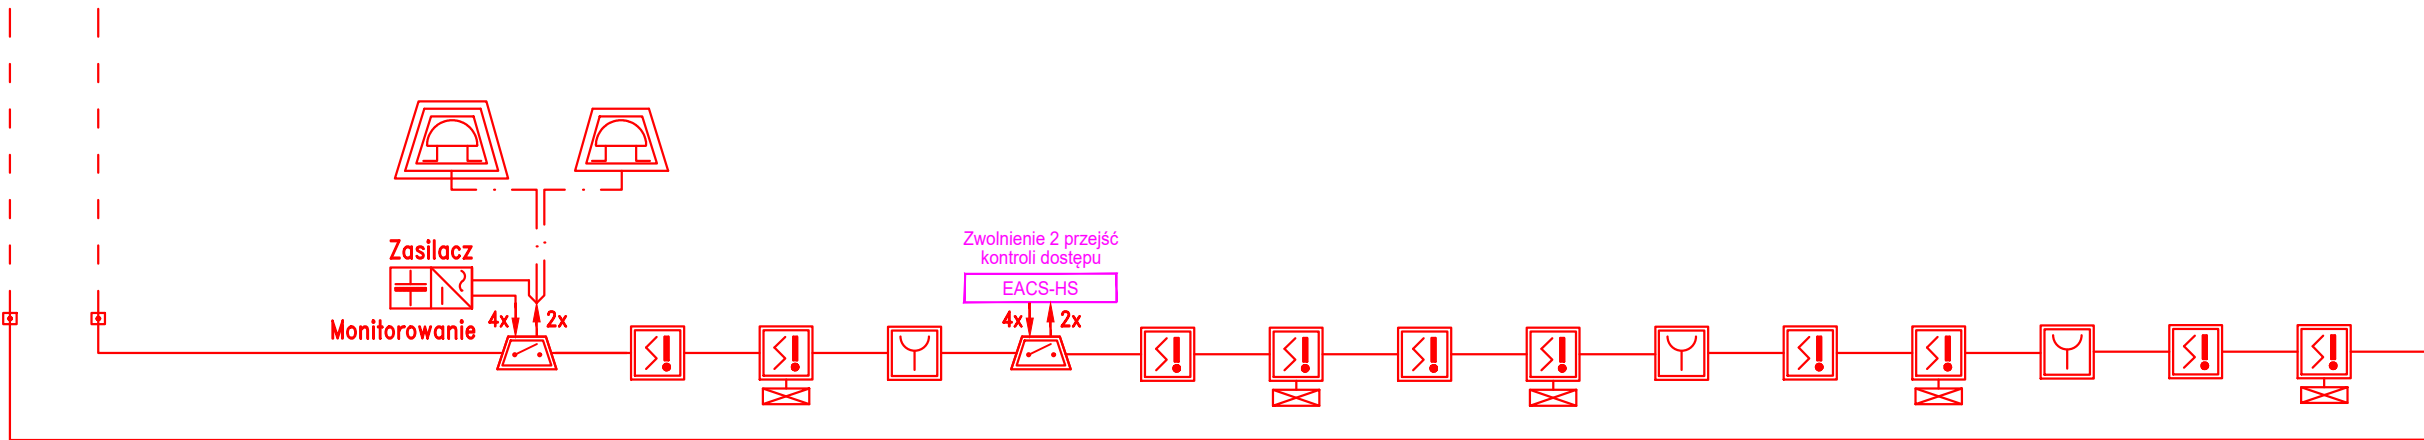 Zwolnienie 2 przejść
kontroli dostępu
Zasilacz
EACS-HS
4x 2x
4x 2x
Monitorowanie